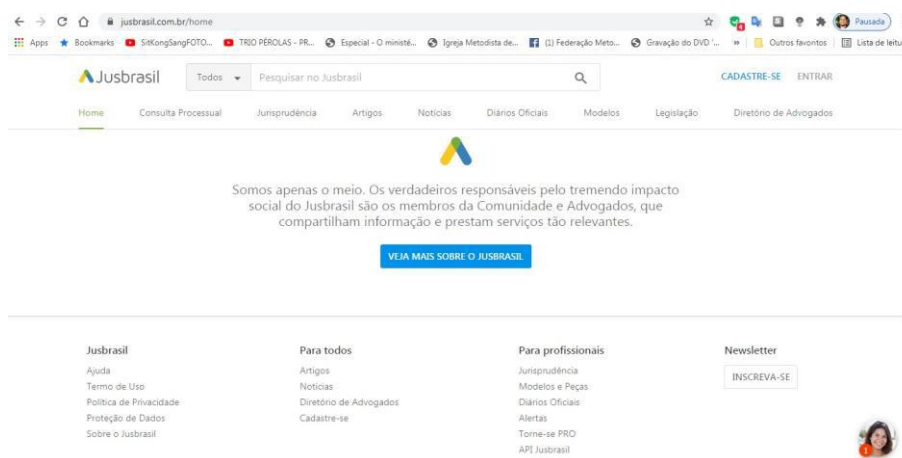 jusbrasil.com.br/home
Pausada
Apps Bookmarks SitKongSangFOTO... TRIO PÉROLAS - PR... Especial - O ministé... Igreja Metodista de... (1) Federação Meto... Gravação do DVD '... » Outros favoritos Lista de leitu
Jusbrasil Todos Pesquisar no Jusbrasil CADASTRE-SE ENTRAR
Home Consulta Processual Jurisprudência Artigos Notícias Diários Oficiais Modelos Legislação Diretório de Advogados
Somos apenas o meio. Os verdadeiros responsáveis pelo tremendo impacto
social do Jusbrasil são os membros da Comunidade e Advogados, que
compartilham informação e prestam serviços tão relevantes.
VEJA MAIS SOBRE O JUSBRASIL
Jusbrasil
Ajuda
Termo de Uso
Política de Privacidade
Proteção de Dados
Sobre o Jusbrasil
Para todos
Artigos
Notícias
Diretório de Advogados
Cadastre-se
Para profissionais
Jurisprudência
Modelos e Peças
Diários Oficiais
Alertas
Torne-se PRO
API Jusbrasil
Newsletter
INSCREVA-SE
1